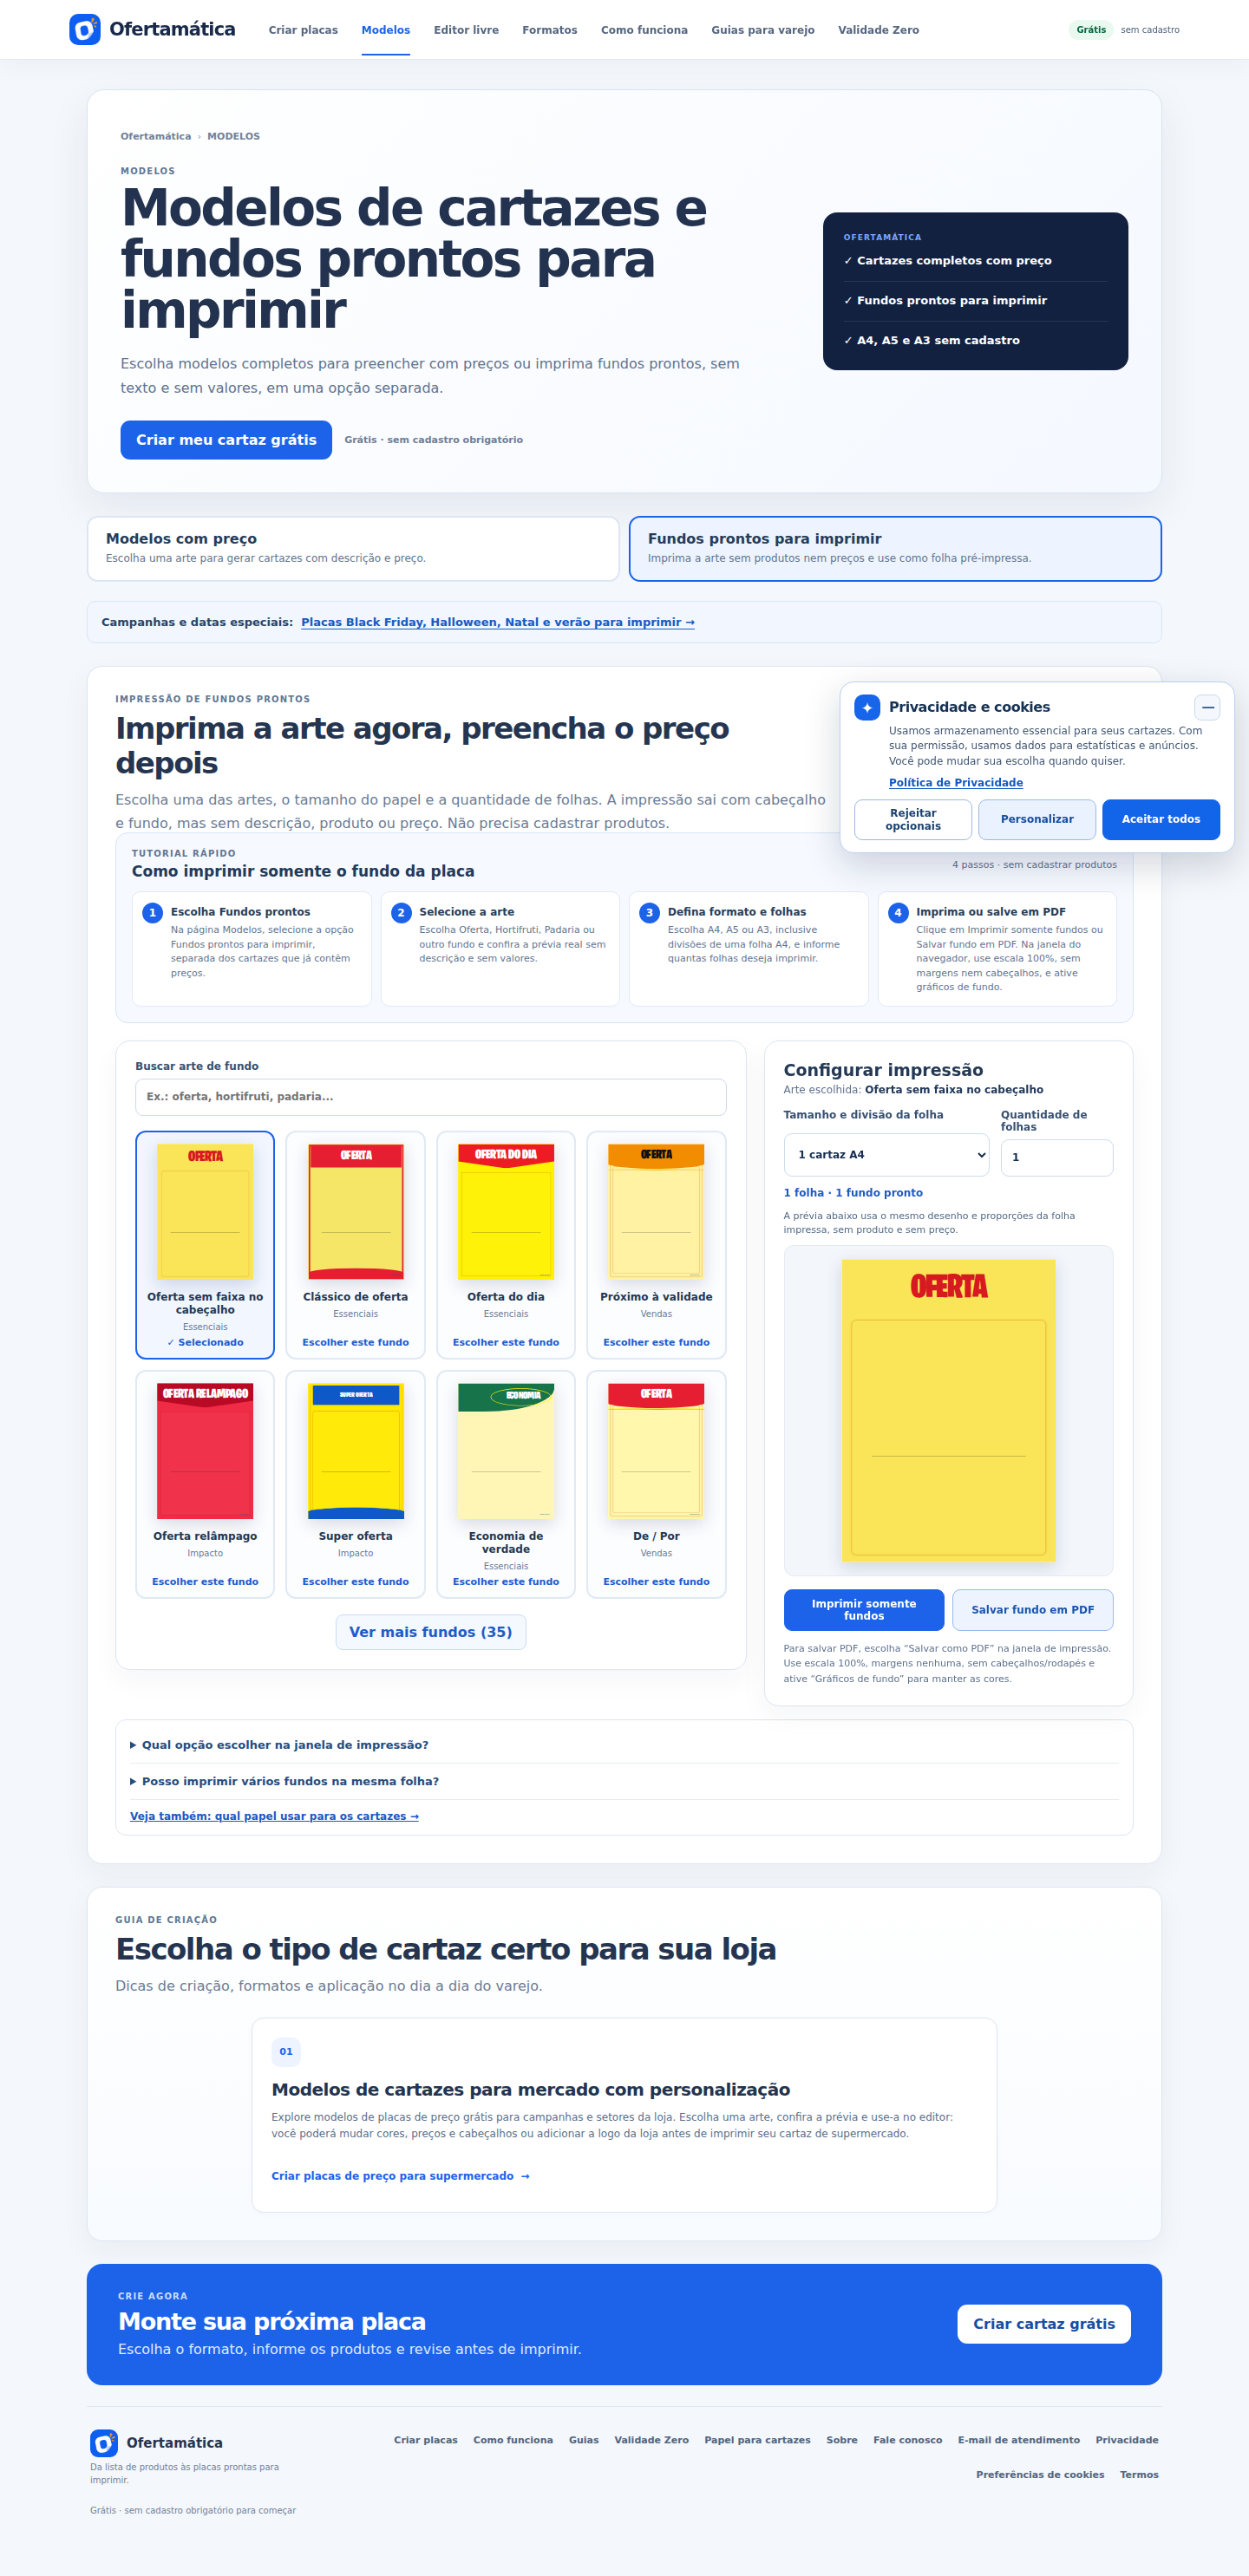 Ofertamática
Criar placas
Modelos
Editor livre
Formatos
Como funciona
Guias para varejo
Validade Zero
Grátis
sem cadastro
Ofertamática › MODELOS
MODELOS
Modelos de cartazes e
fundos prontos para
imprimir
Escolha modelos completos para preencher com preços ou imprima fundos prontos, sem
texto e sem valores, em uma opção separada.
Criar meu cartaz grátis
Grátis · sem cadastro obrigatório
OFERTAMÁTICA
✓ Cartazes completos com preço
✓ Fundos prontos para imprimir
✓ A4, A5 e A3 sem cadastro
Modelos com preço
Escolha uma arte para gerar cartazes com descrição e preço.
Fundos prontos para imprimir
Imprima a arte sem produtos nem preços e use como folha pré-impressa.
Campanhas e datas especiais: Placas Black Friday, Halloween, Natal e verão para imprimir →
IMPRESSÃO DE FUNDOS PRONTOS
Imprima a arte agora, preencha o preço
depois
Escolha uma das artes, o tamanho do papel e a quantidade de folhas. A impressão sai com cabeçalho
e fundo, mas sem descrição, produto ou preço. Não precisa cadastrar produtos.
Privacidade e cookies
Usamos armazenamento essencial para seus cartazes. Com
sua permissão, usamos dados para estatísticas e anúncios.
Você pode mudar sua escolha quando quiser.
Política de Privacidade
Rejeitar
opcionais
Personalizar
Aceitar todos
TUTORIAL RÁPIDO
Como imprimir somente o fundo da placa
4 passos · sem cadastrar produtos
1
Escolha Fundos prontos
Na página Modelos, selecione a opção
Fundos prontos para imprimir,
separada dos cartazes que já contêm
preços.
2
Selecione a arte
Escolha Oferta, Hortifruti, Padaria ou
outro fundo e confira a prévia real sem
descrição e sem valores.
3
Defina formato e folhas
Escolha A4, A5 ou A3, inclusive
divisões de uma folha A4, e informe
quantas folhas deseja imprimir.
4
Imprima ou salve em PDF
Clique em Imprimir somente fundos ou
Salvar fundo em PDF. Na janela do
navegador, use escala 100%, sem
margens nem cabeçalhos, e ative
gráficos de fundo.
Buscar arte de fundo
Ex.: oferta, hortifruti, padaria...
OFERTA
Oferta sem faixa no
cabeçalho
Essenciais
✓ Selecionado
OFERTA
Clássico de oferta
Essenciais
Escolher este fundo
OFERTA DO DIA
Oferta do dia
Essenciais
Escolher este fundo
OFERTA
Próximo à validade
Vendas
Escolher este fundo
OFERTA RELAMPAGO
Oferta relâmpago
Impacto
Escolher este fundo
SUPER OFERTA
Super oferta
Impacto
Escolher este fundo
ECONOMIA
Economia de
verdade
Essenciais
Escolher este fundo
OFERTA
De / Por
Vendas
Escolher este fundo
Ver mais fundos (35)
Configurar impressão
Arte escolhida: Oferta sem faixa no cabeçalho
Tamanho e divisão da folha
1 cartaz A4
Quantidade de
folhas
1
1 folha · 1 fundo pronto
A prévia abaixo usa o mesmo desenho e proporções da folha
impressa, sem produto e sem preço.
OFERTA
Imprimir somente
fundos
Salvar fundo em PDF
Para salvar PDF, escolha “Salvar como PDF” na janela de impressão.
Use escala 100%, margens nenhuma, sem cabeçalhos/rodapés e
ative “Gráficos de fundo” para manter as cores.
Qual opção escolher na janela de impressão?
Posso imprimir vários fundos na mesma folha?
Veja também: qual papel usar para os cartazes →
GUIA DE CRIAÇÃO
Escolha o tipo de cartaz certo para sua loja
Dicas de criação, formatos e aplicação no dia a dia do varejo.
01
Modelos de cartazes para mercado com personalização
Explore modelos de placas de preço grátis para campanhas e setores da loja. Escolha uma arte, confira a prévia e use-a no editor:
você poderá mudar cores, preços e cabeçalhos ou adicionar a logo da loja antes de imprimir seu cartaz de supermercado.
Criar placas de preço para supermercado →
CRIE AGORA
Monte sua próxima placa
Escolha o formato, informe os produtos e revise antes de imprimir.
Criar cartaz grátis
Ofertamática
Da lista de produtos às placas prontas para
imprimir.
Grátis · sem cadastro obrigatório para começar
Criar placas
Como funciona
Guias
Validade Zero
Papel para cartazes
Sobre
Fale conosco
E-mail de atendimento
Privacidade
Preferências de cookies
Termos